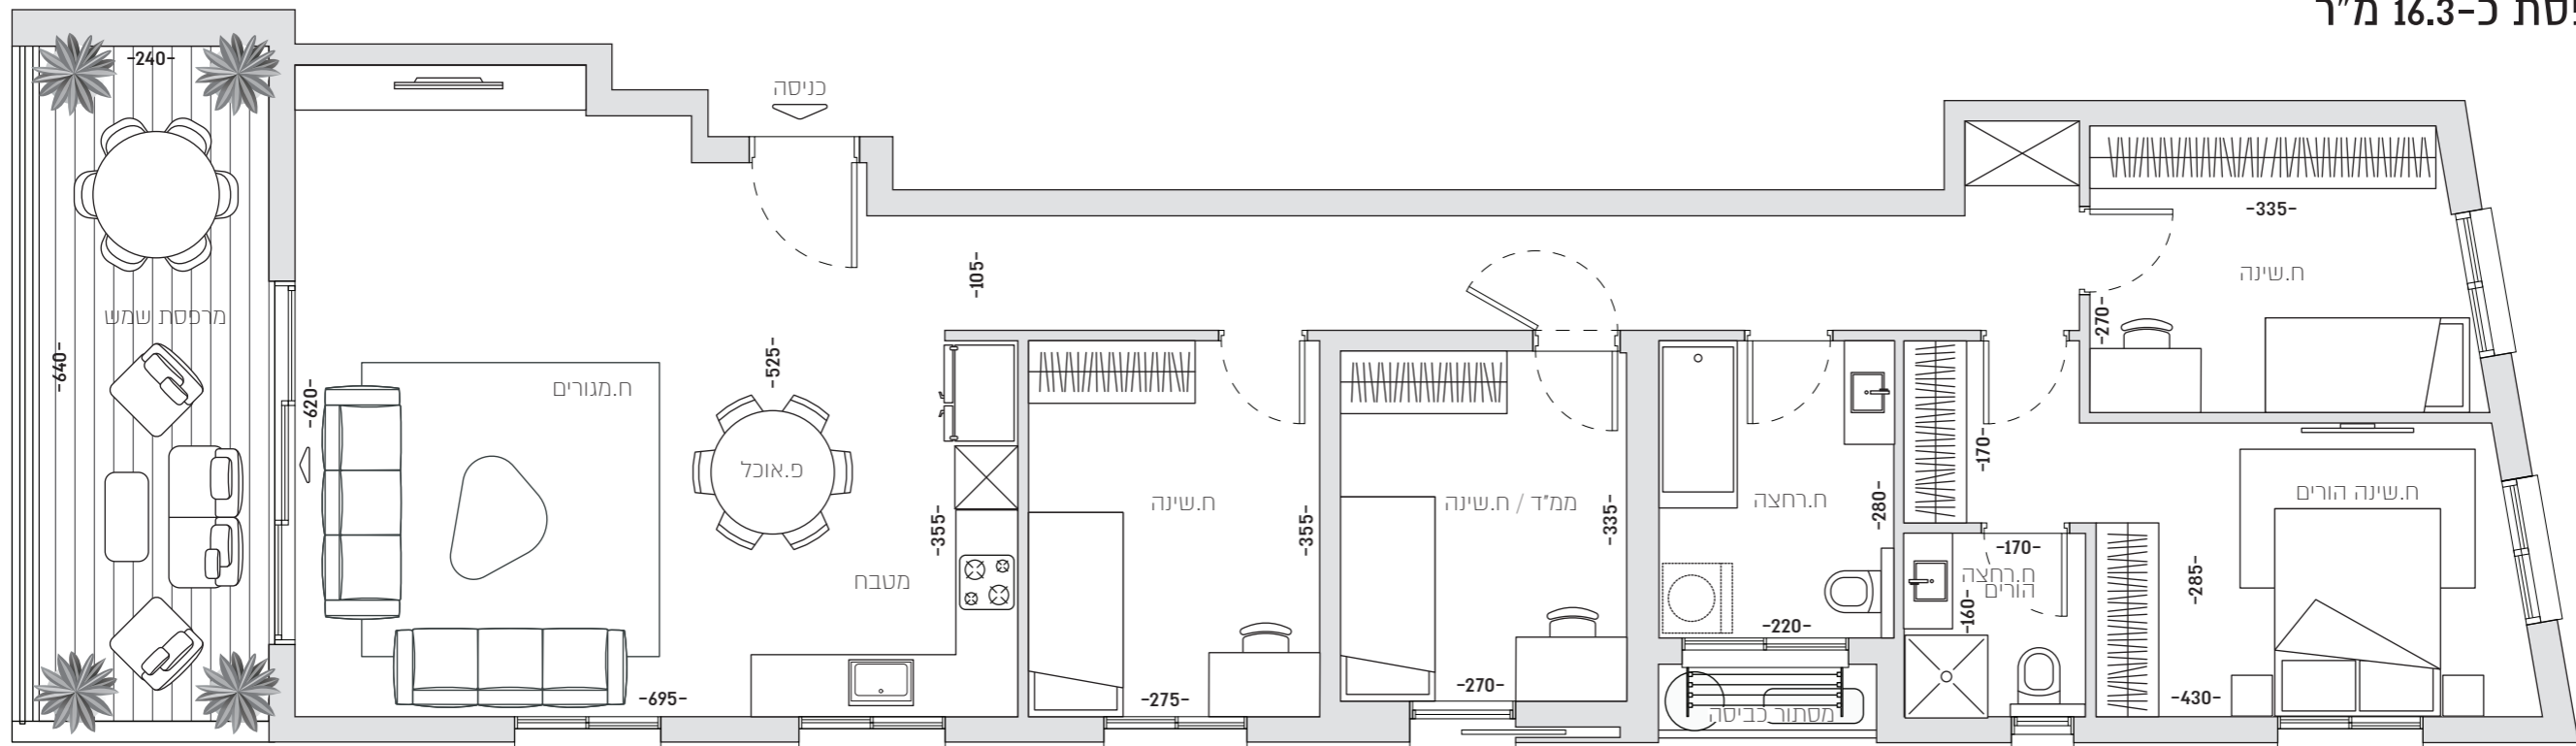 כ-16.3 מ"ר
-240-
כניסה
-335-
-105-
ח.שינה
-270-
מרפסת שמש
-640-
-620-
-525-
ח.מגורים
פ.אוכל
-355-
מטבח
-695-
ח.שינה
-355-
-275-
ממ"ד / ח.שינה
-335-
-270-
ח.רחצה
-280-
-220-
מסתור כביסה
-170-
-170-
ח.רחצה
הורים
-160-
ח.שינה הורים
-285-
-430-